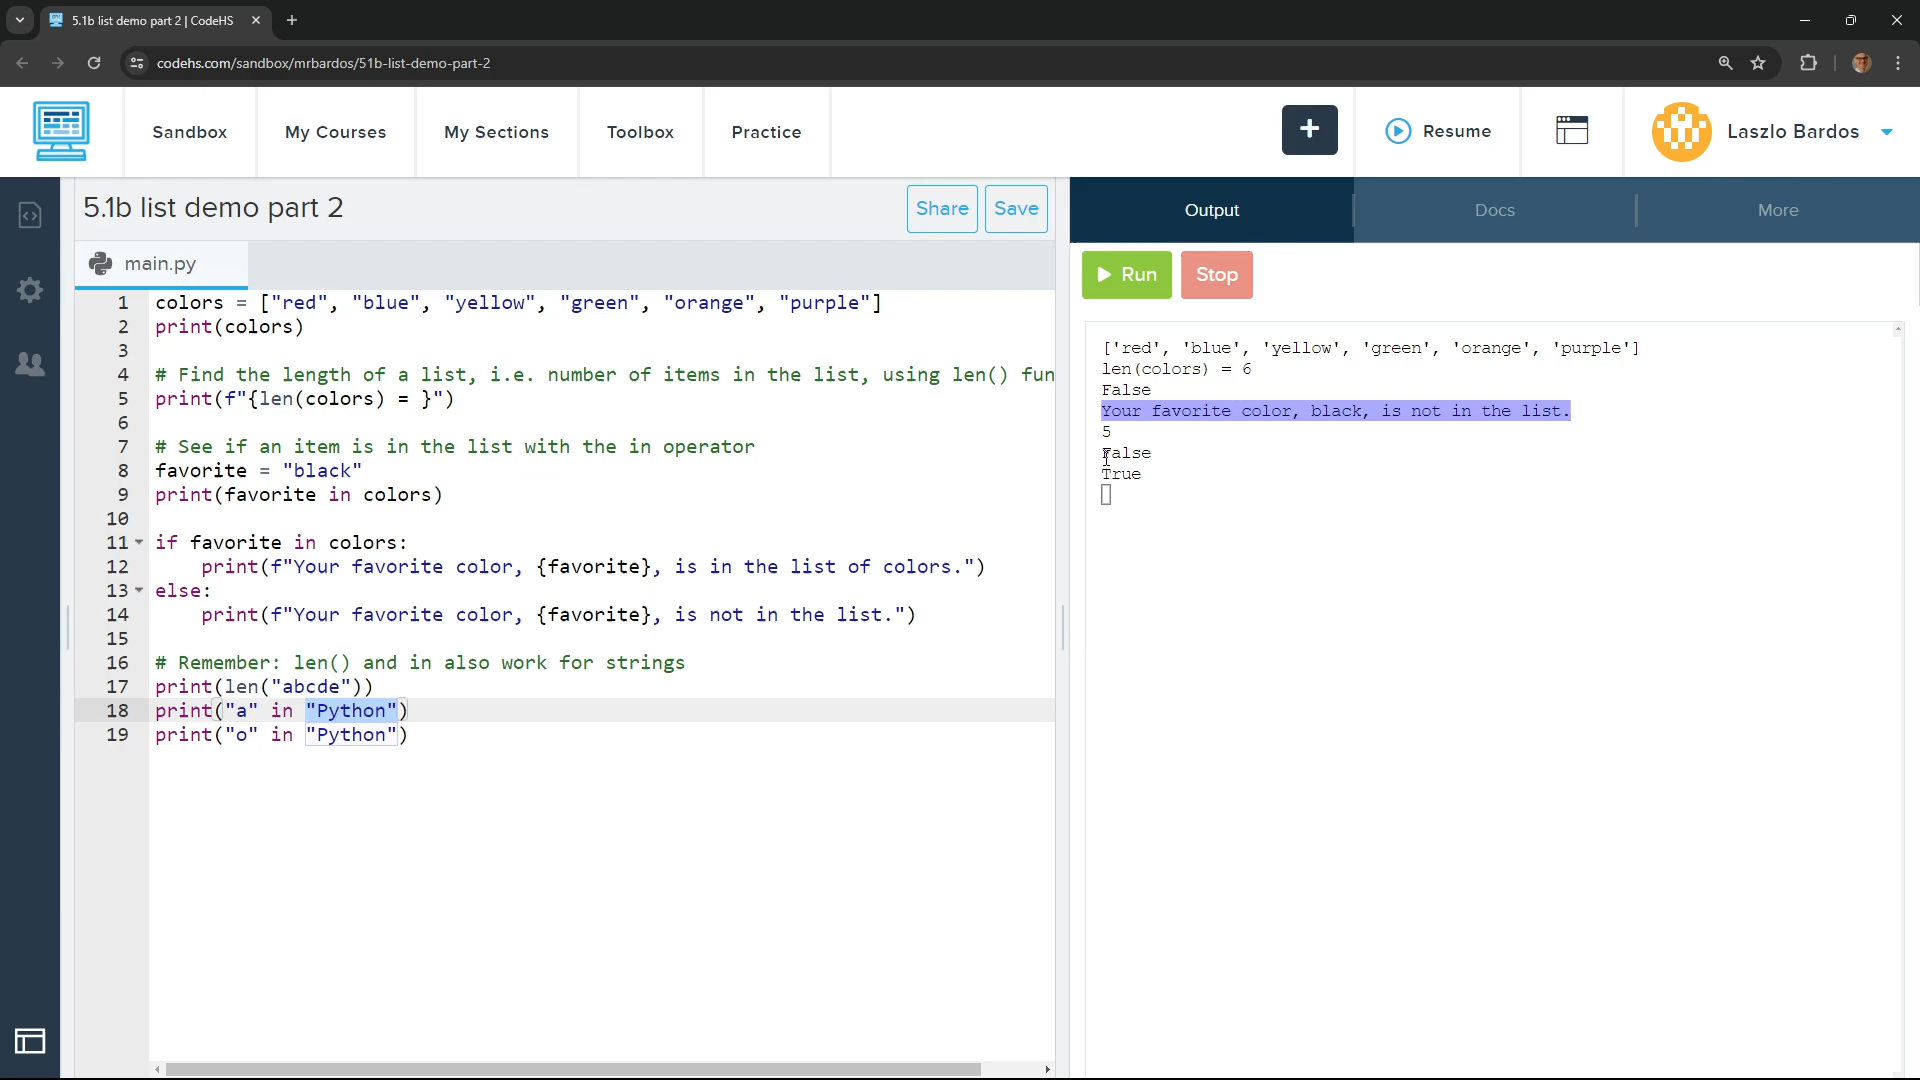 5.1b list demo part 2 | CodeHS
codehs.com/sandbox/mrbardos/51b-list-demo-part-2
Sandbox
My Courses
My Sections
Toolbox
Practice
+
Resume
Laszlo Bardos
5.1b list demo part 2
Share
Save
main.py
1 colors = ["red", "blue", "yellow", "green", "orange", "purple"]
2 print(colors)
3
4 # Find the length of a list, i.e. number of items in the list, using len() fun
5 print(f"{len(colors) = }")
6
7 # See if an item is in the list with the in operator
8 favorite = "black"
9 print(favorite in colors)
10
11 if favorite in colors:
12     print(f"Your favorite color, {favorite}, is in the list of colors.")
13 else:
14     print(f"Your favorite color, {favorite}, is not in the list.")
15
16 # Remember: len() and in also work for strings
17 print(len("abcde"))
18 print("a" in "Python")
19 print("o" in "Python")
Output
Docs
More
Run
Stop
['red', 'blue', 'yellow', 'green', 'orange', 'purple']
len(colors) = 6
False
Your favorite color, black, is not in the list.
5
False
True